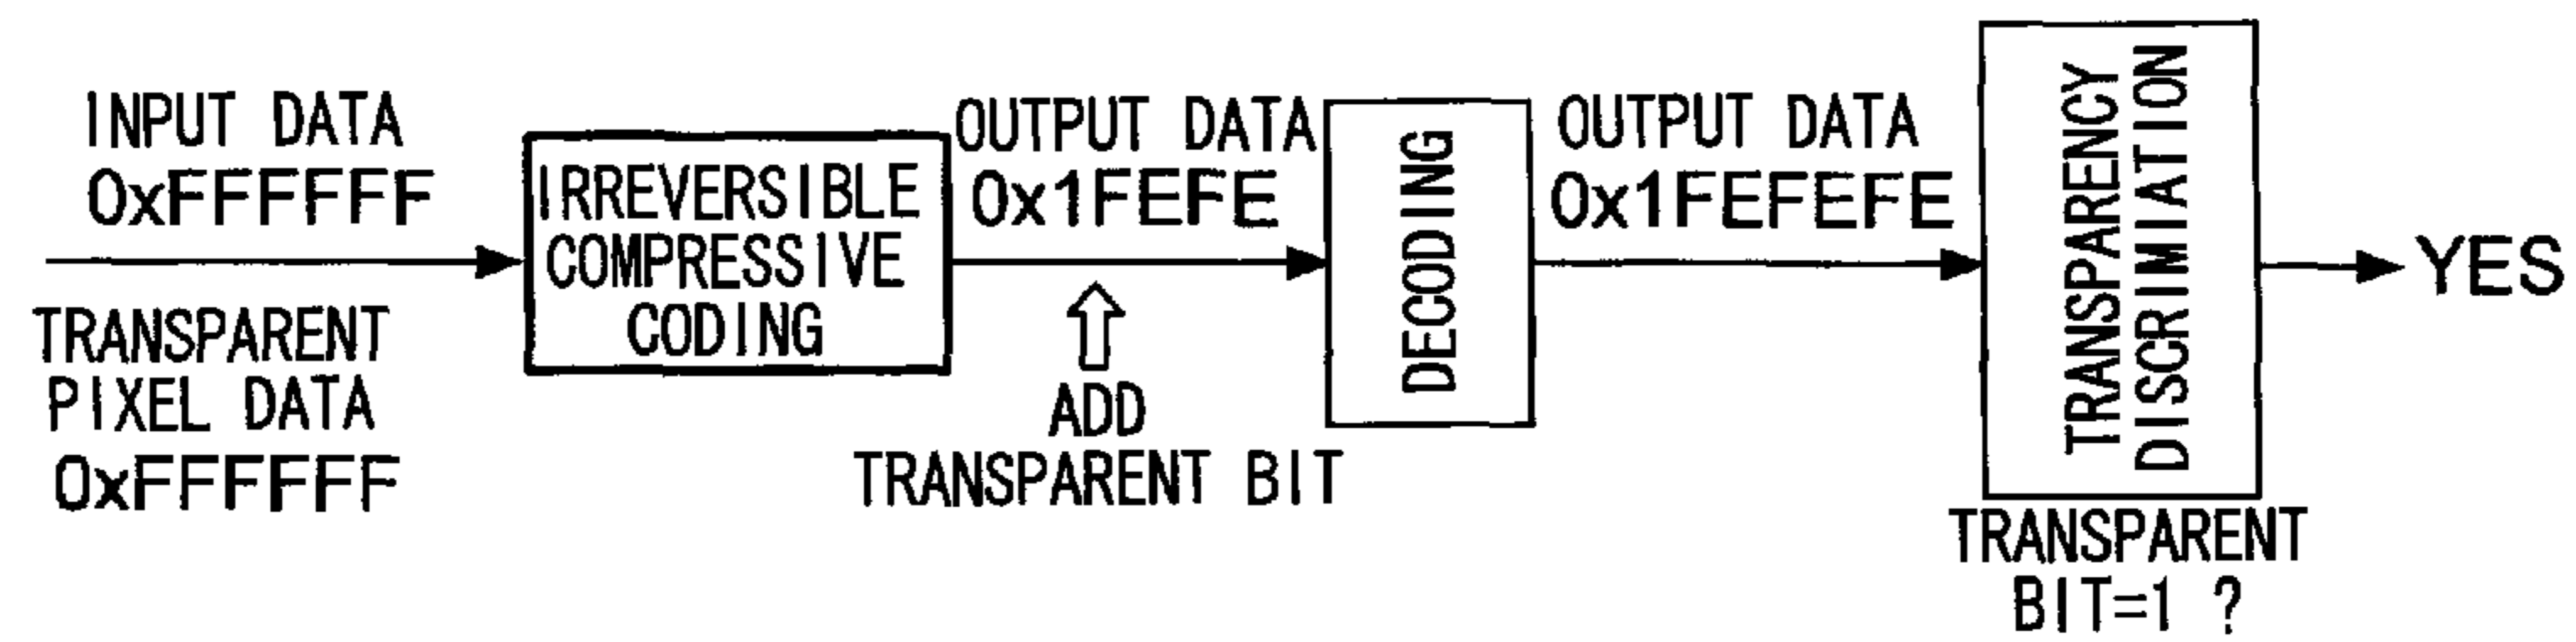 INPUT DATA
0xFFFFFF
TRANSPARENT
PIXEL DATA
0xFFFFFF
IRREVERSIBLE
COMPRESSIVE
CODING
OUTPUT DATA
0x1FEFE
ADD
TRANSPARENT BIT
DECODING
OUTPUT DATA
0x1FEFEFE
TRANSPARENCY
DISCRIMIATION
TRANSPARENT
BIT=1 ?
YES